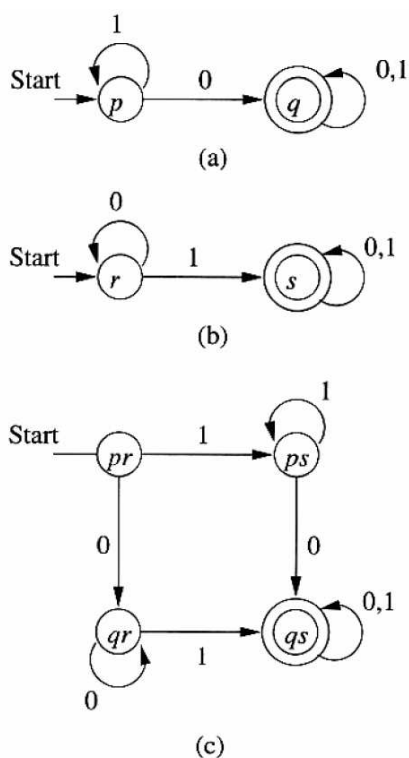 1
Start p 0 q 0,1
(a)
0
Start r 1 s 0,1
(b)
1
Start pr 1 ps
0 0
0,1
qr 1 qs
0
(c)